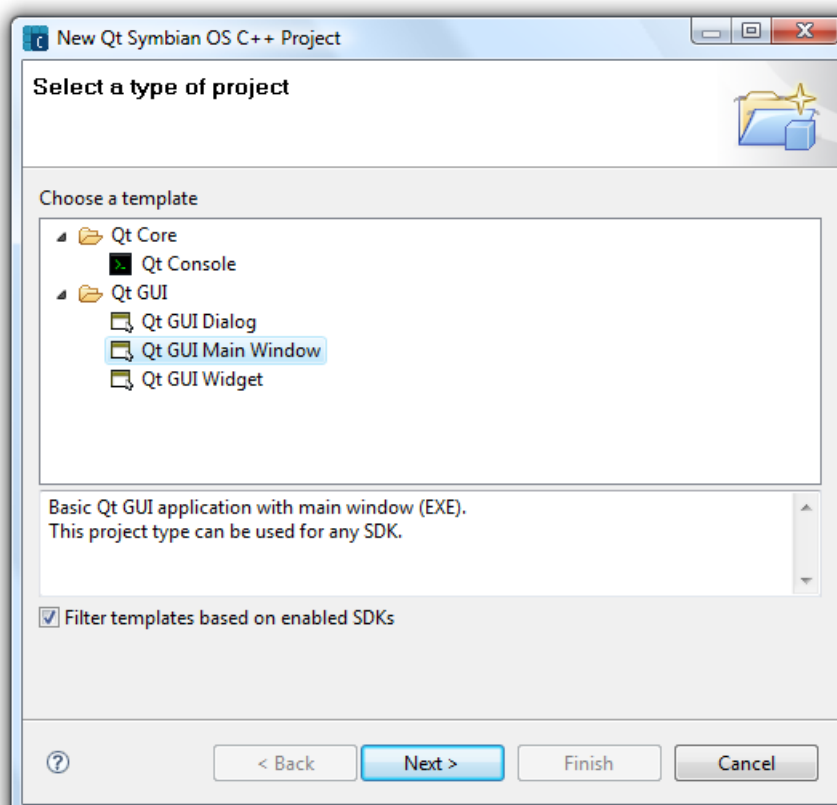 New Qt Symbian OS C++ Project
Select a type of project
Choose a template
Qt Core
Qt Console
Qt GUI
Qt GUI Dialog
Qt GUI Main Window
Qt GUI Widget
Basic Qt GUI application with main window (EXE).
This project type can be used for any SDK.
Filter templates based on enabled SDKs
< Back Next > Finish Cancel